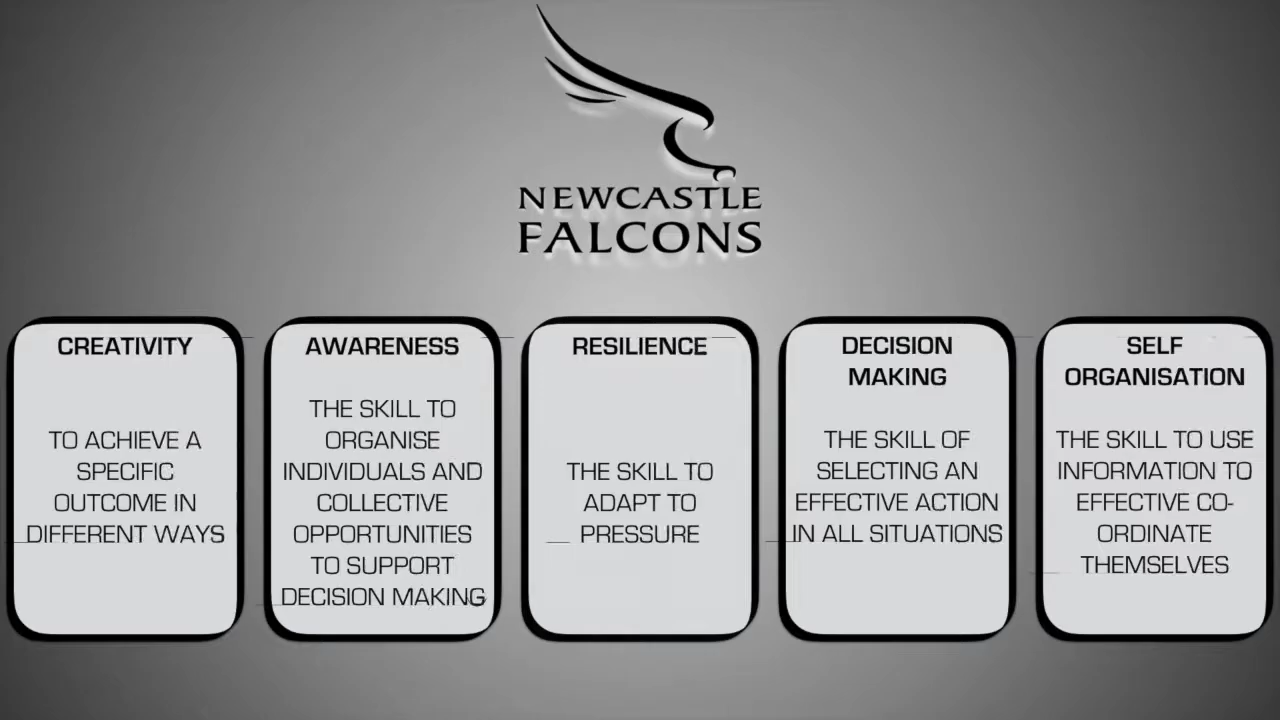 NEWCASTLE
FALCONS
CREATIVITY
TO ACHIEVE A
SPECIFIC
OUTCOME IN
DIFFERENT WAYS
AWARENESS
THE SKILL TO
ORGANISE
INDIVIDUALS AND
COLLECTIVE
OPPORTUNITIES
TO SUPPORT
DECISION MAKING
RESILIENCE
THE SKILL TO
ADAPT TO
PRESSURE
DECISION
MAKING
THE SKILL OF
SELECTING AN
EFFECTIVE ACTION
IN ALL SITUATIONS
SELF
ORGANISATION
THE SKILL TO USE
INFORMATION TO
EFFECTIVE CO-
ORDINATE
THEMSELVES